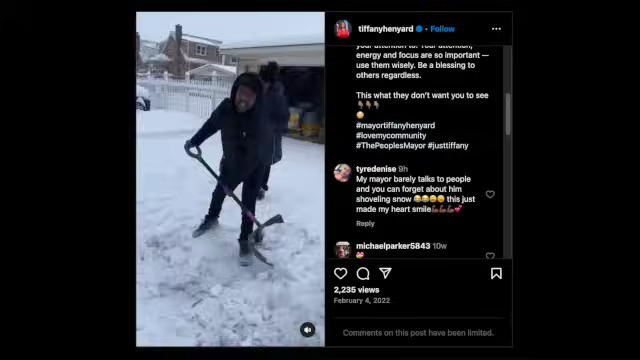 tiffanyhenyard • Follow
your attention to! Your attention,
energy and focus are so important —
use them wisely. Be a blessing to
others regardless.
This what they don't want you to see
👇🏽👇🏽👇🏽
#mayortiffanyhenyard
#lovemycommunity
#ThePeoplesMayor #justtiffany
tyredenise 9h
My mayor barely talks to people
and you can forget about him
shoveling snow 😂😂😂😂 this just
made my heart smile💪🏾💪🏾💪🏾💕
Reply
michaelparker5843 10w
💝
2,235 views
February 4, 2022
Comments on this post have been limited.